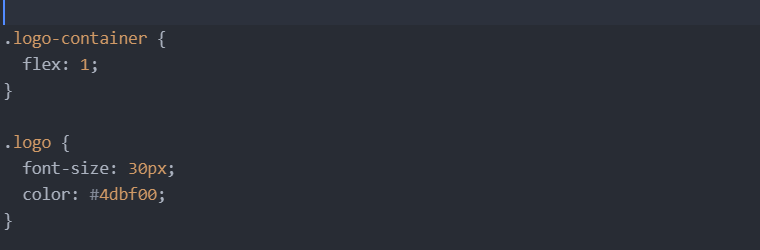 .logo-container {
  flex: 1;
}

.logo {
  font-size: 30px;
  color: #4dbf00;
}